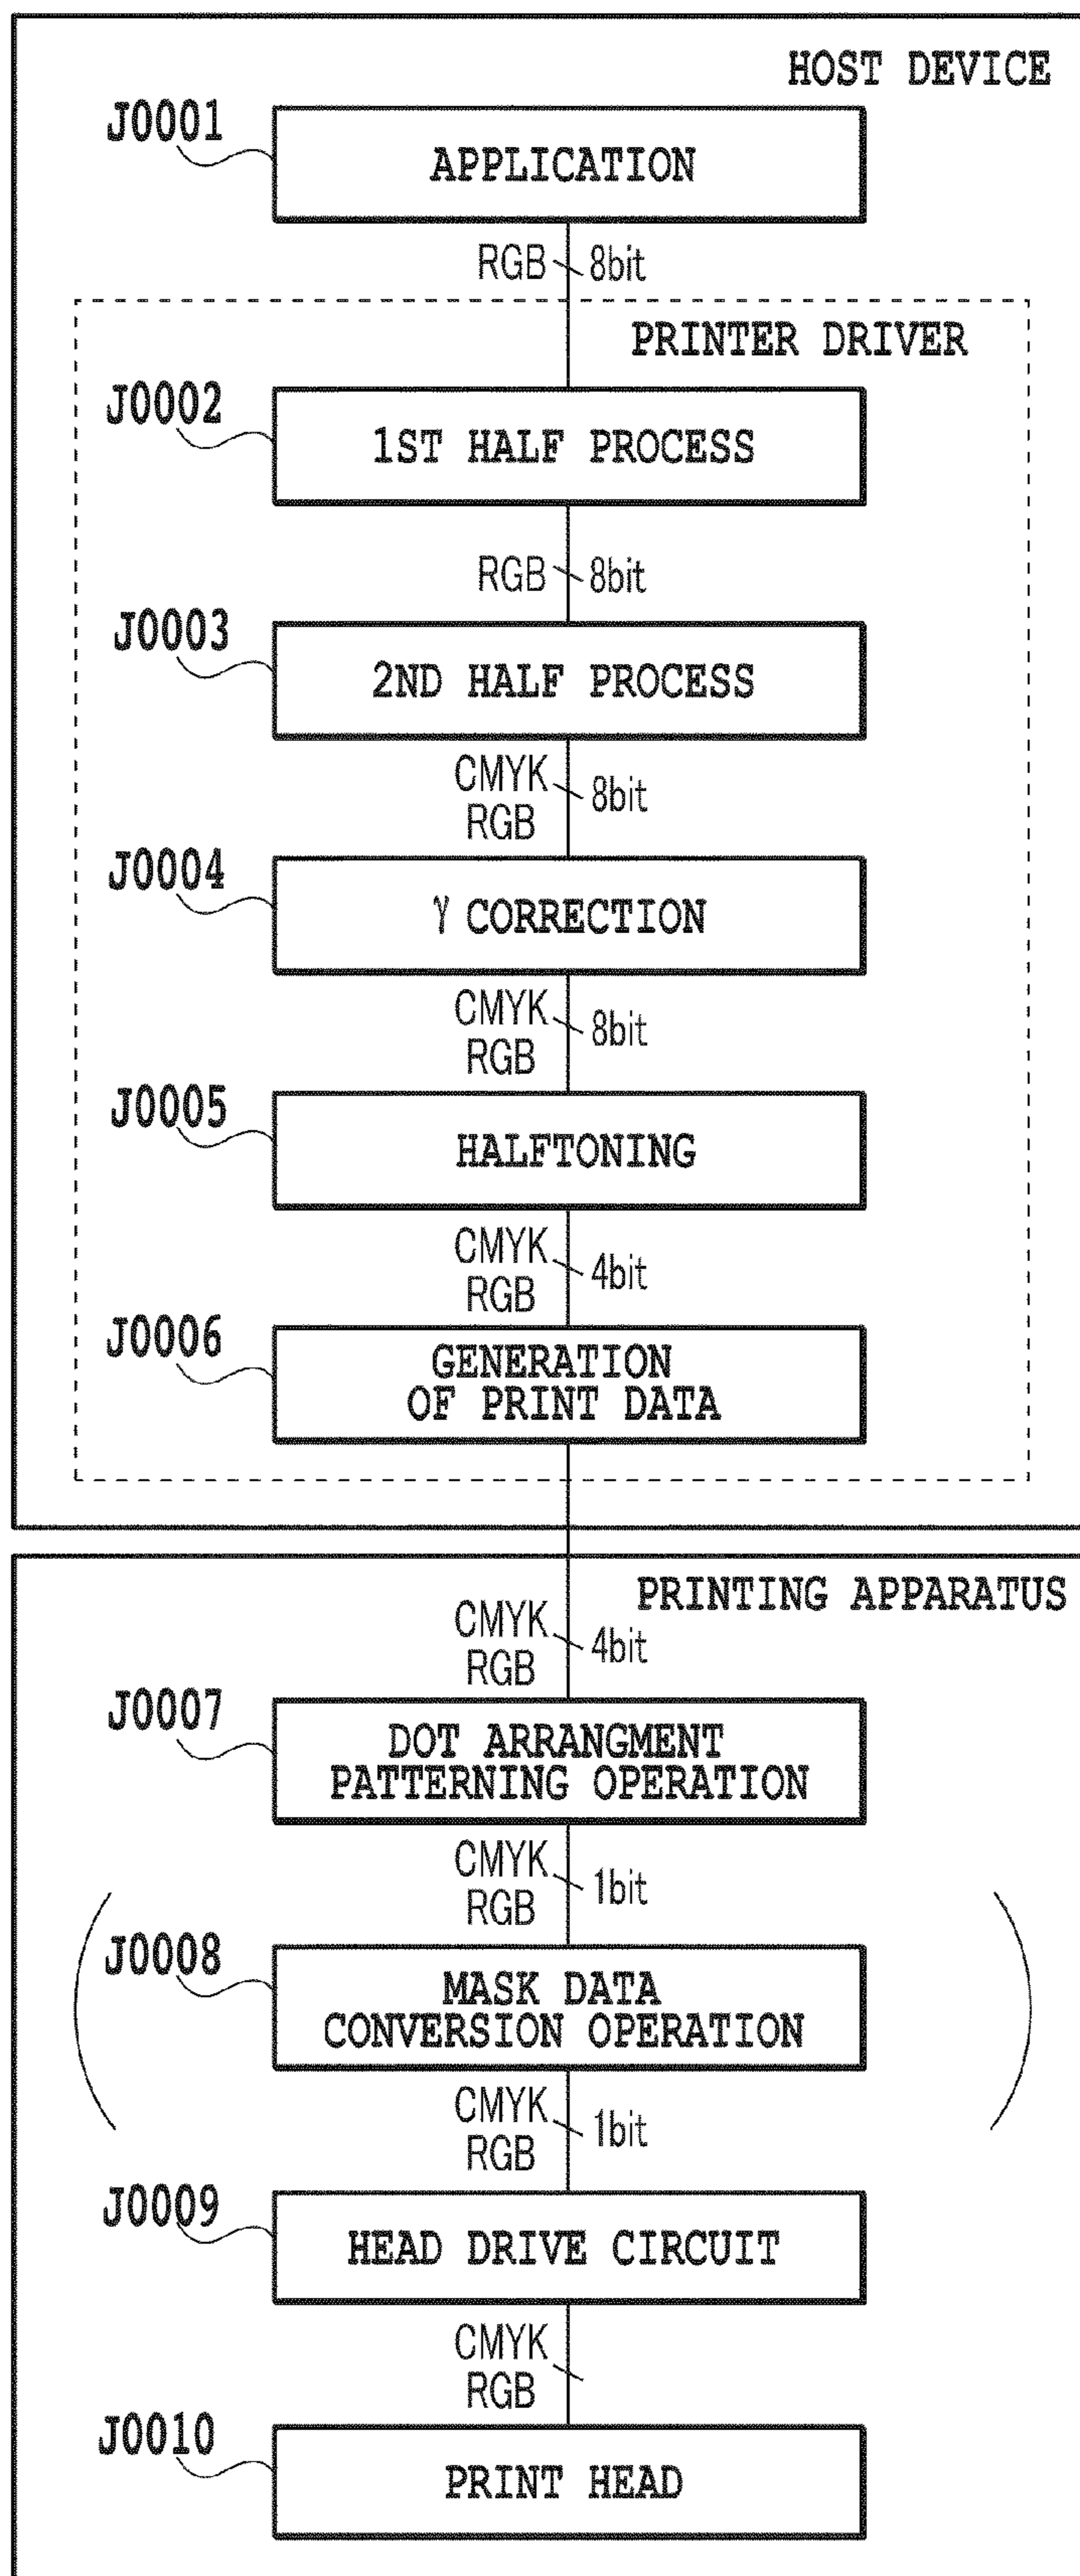 HOST DEVICE
J0001
APPLICATION
RGB 8bit
PRINTER DRIVER
J0002
1ST HALF PROCESS
RGB 8bit
J0003
2ND HALF PROCESS
CMYK
RGB
8bit
J0004
γ CORRECTION
CMYK
RGB
8bit
J0005
HALFTONING
CMYK
RGB
4bit
J0006
GENERATION
OF PRINT DATA
PRINTING APPARATUS
CMYK
RGB
4bit
J0007
DOT ARRANGMENT
PATTERNING OPERATION
CMYK
RGB
1bit
J0008
MASK DATA
CONVERSION OPERATION
CMYK
RGB
1bit
J0009
HEAD DRIVE CIRCUIT
CMYK
RGB
J0010
PRINT HEAD